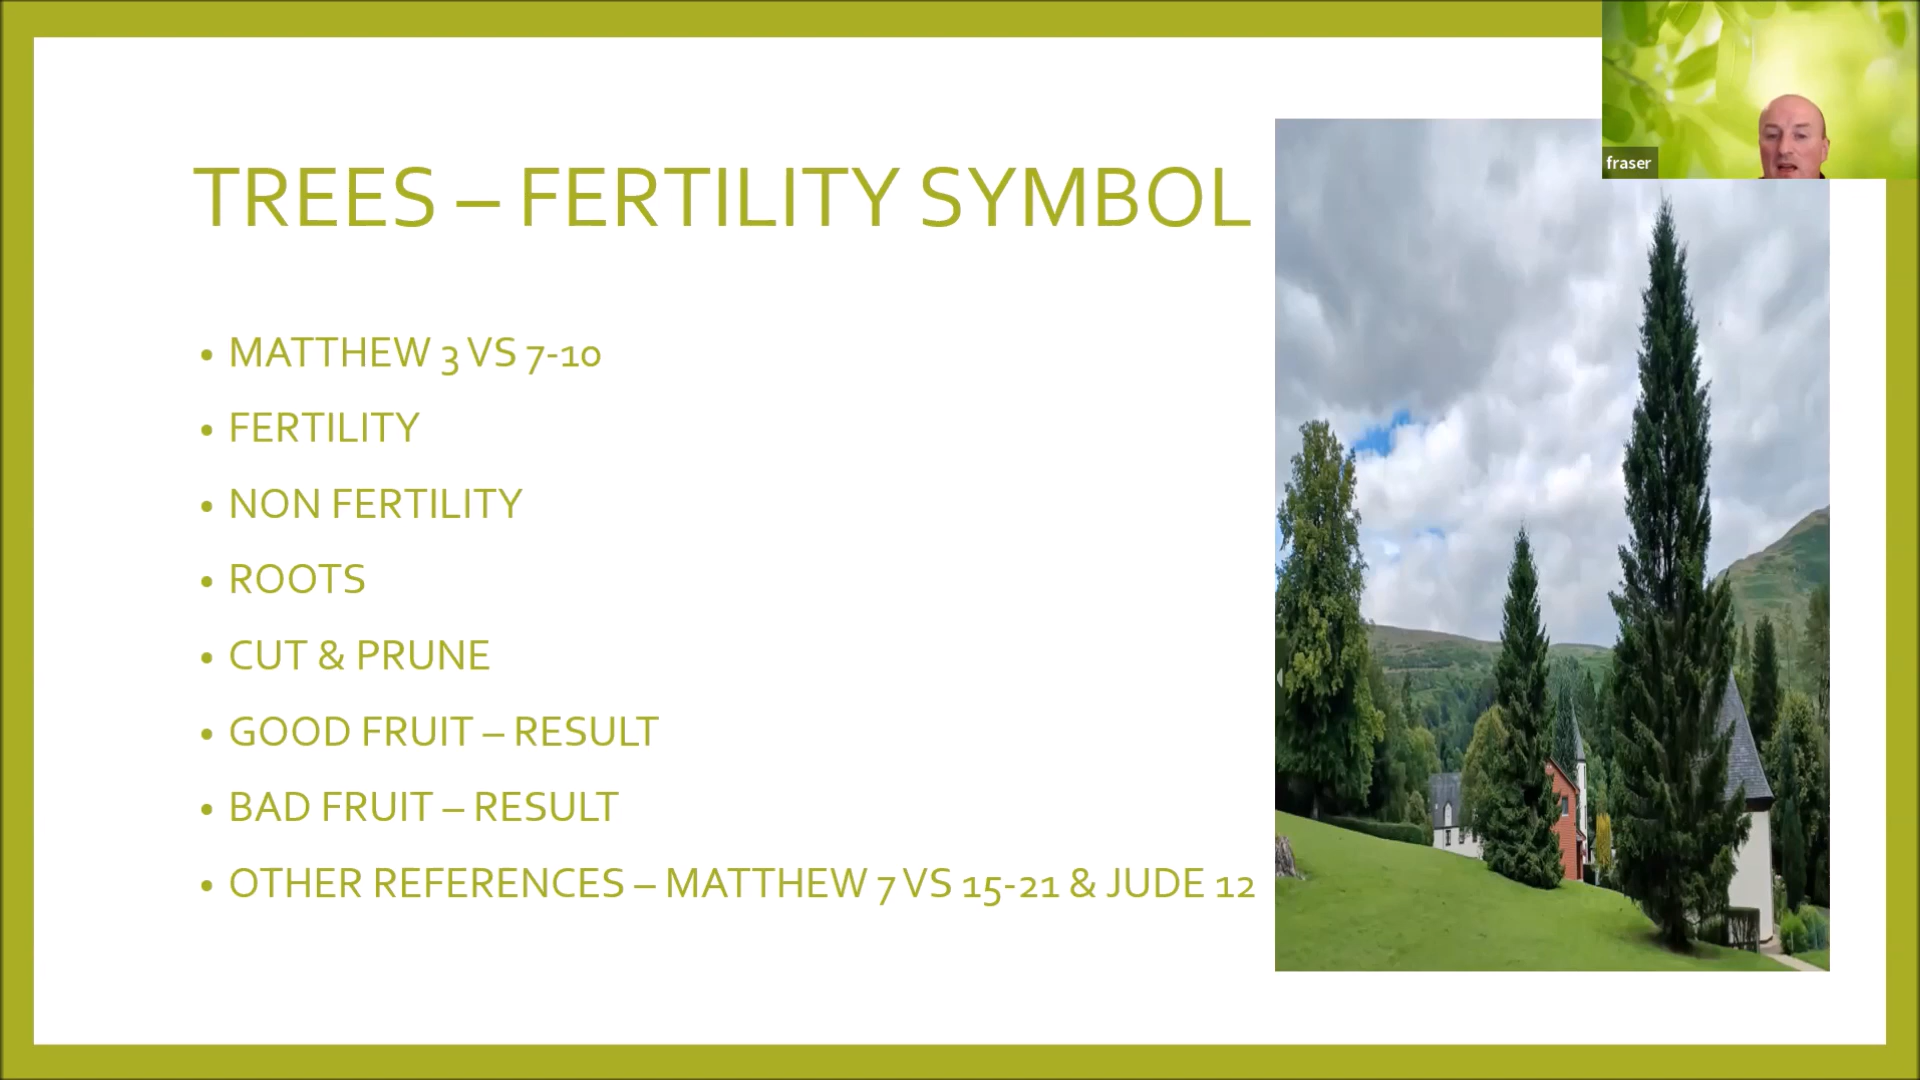 TREES – FERTILITY SYMBOL
• MATTHEW 3 VS 7-10
• FERTILITY
• NON FERTILITY
• ROOTS
• CUT & PRUNE
• GOOD FRUIT – RESULT
• BAD FRUIT – RESULT
• OTHER REFERENCES – MATTHEW 7 VS 15-21 & JUDE 12
fraser